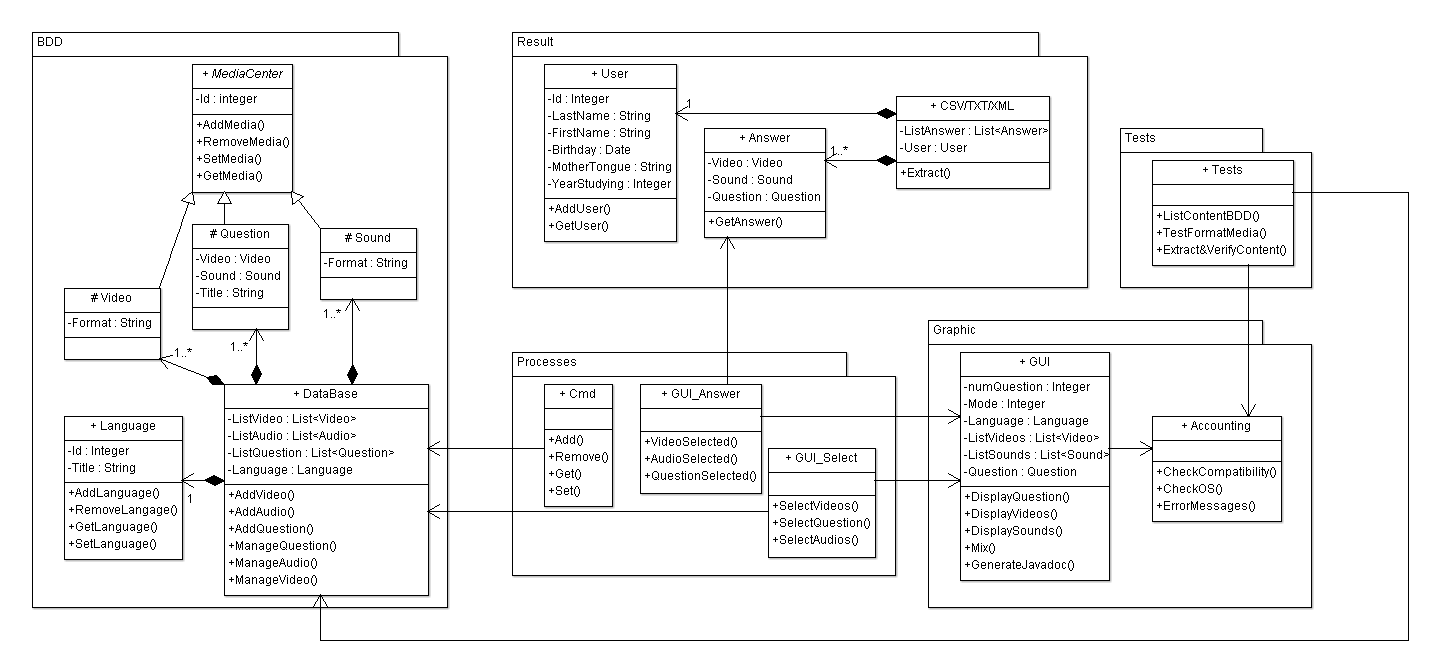 BDD
+ MediaCenter
-Id : integer
+AddMedia()
+RemoveMedia()
+SetMedia()
+GetMedia()
# Question
-Video : Video
-Sound : Sound
-Title : String
# Sound
-Format : String
# Video
-Format : String
1..*
1..*
1..*
+ DataBase
-ListVideo : List<Video>
-ListAudio : List<Audio>
-ListQuestion : List<Question>
-Language : Language
+AddVideo()
+AddAudio()
+AddQuestion()
+ManageQuestion()
+ManageAudio()
+ManageVideo()
+ Language
-Id : Integer
-Title : String
+AddLanguage()
+RemoveLangage()
+GetLanguage()
+SetLanguage()
1
Result
+ User
-Id : Integer
-LastName : String
-FirstName : String
-Birthday : Date
-MotherTongue : String
-YearStudying : Integer
+AddUser()
+GetUser()
1
+ Answer
-Video : Video
-Sound : Sound
-Question : Question
+GetAnswer()
1..*
+ CSV/TXT/XML
-ListAnswer : List<Answer>
-User : User
+Extract()
Tests
+ Tests
+ListContentBDD()
+TestFormatMedia()
+Extract&VerifyContent()
Processes
+ Cmd
+Add()
+Remove()
+Get()
+Set()
+ GUI_Answer
+VideoSelected()
+AudioSelected()
+QuestionSelected()
+ GUI_Select
+SelectVideos()
+SelectQuestion()
+SelectAudios()
Graphic
+ GUI
-numQuestion : Integer
-Mode : Integer
-Language : Language
-ListVideos : List<Video>
-ListSounds : List<Sound>
-Question : Question
+DisplayQuestion()
+DisplayVideos()
+DisplaySounds()
+Mix()
+GenerateJavadoc()
+ Accounting
+CheckCompatibility()
+CheckOS()
+ErrorMessages()